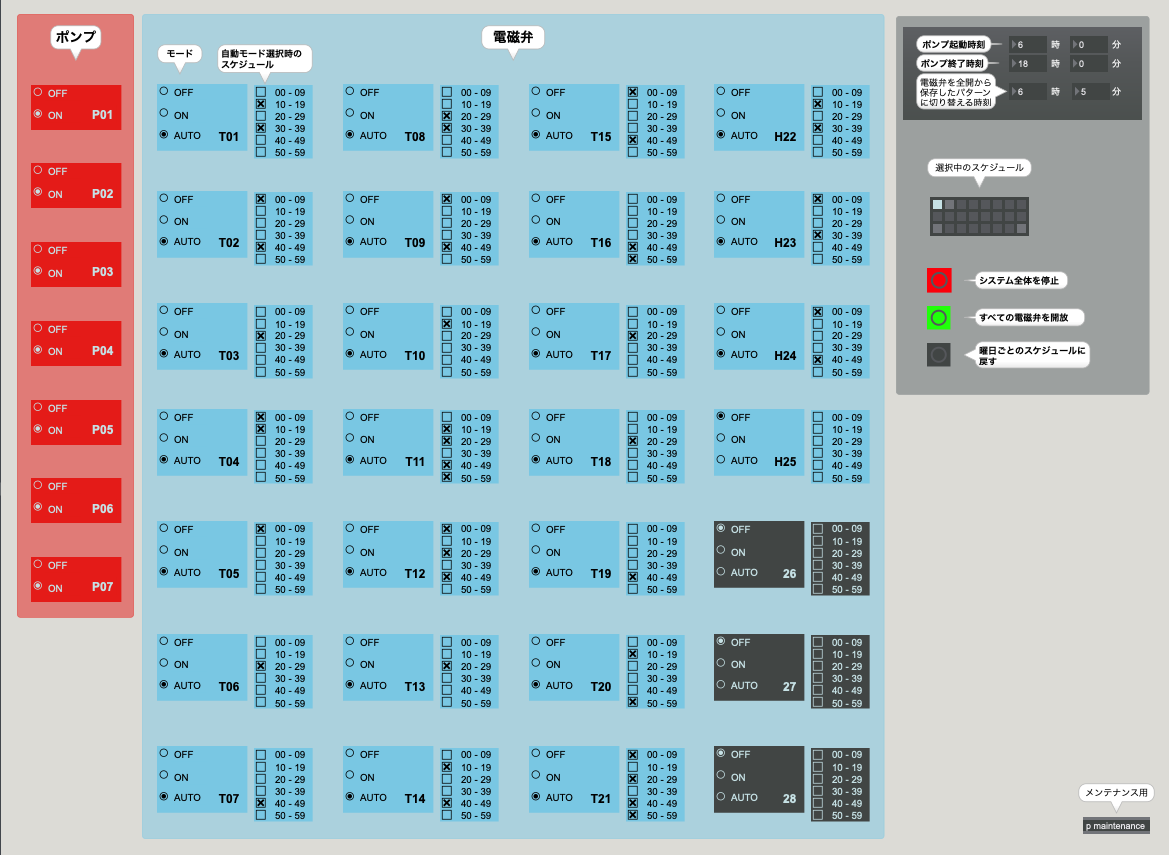 ポンプ
OFF
ON P01
OFF
ON P02
OFF
ON P03
OFF
ON P04
OFF
ON P05
OFF
ON P06
OFF
ON P07
電磁弁
モード
自動モード選択時の
スケジュール
OFF
ON
AUTO T01
00 - 09
10 - 19
20 - 29
30 - 39
40 - 49
50 - 59
OFF
ON
AUTO T08
00 - 09
10 - 19
20 - 29
30 - 39
40 - 49
50 - 59
OFF
ON
AUTO T15
00 - 09
10 - 19
20 - 29
30 - 39
40 - 49
50 - 59
OFF
ON
AUTO H22
00 - 09
10 - 19
20 - 29
30 - 39
40 - 49
50 - 59
OFF
ON
AUTO T02
00 - 09
10 - 19
20 - 29
30 - 39
40 - 49
50 - 59
OFF
ON
AUTO T09
00 - 09
10 - 19
20 - 29
30 - 39
40 - 49
50 - 59
OFF
ON
AUTO T16
00 - 09
10 - 19
20 - 29
30 - 39
40 - 49
50 - 59
OFF
ON
AUTO H23
00 - 09
10 - 19
20 - 29
30 - 39
40 - 49
50 - 59
OFF
ON
AUTO T03
00 - 09
10 - 19
20 - 29
30 - 39
40 - 49
50 - 59
OFF
ON
AUTO T10
00 - 09
10 - 19
20 - 29
30 - 39
40 - 49
50 - 59
OFF
ON
AUTO T17
00 - 09
10 - 19
20 - 29
30 - 39
40 - 49
50 - 59
OFF
ON
AUTO H24
00 - 09
10 - 19
20 - 29
30 - 39
40 - 49
50 - 59
OFF
ON
AUTO T04
00 - 09
10 - 19
20 - 29
30 - 39
40 - 49
50 - 59
OFF
ON
AUTO T11
00 - 09
10 - 19
20 - 29
30 - 39
40 - 49
50 - 59
OFF
ON
AUTO T18
00 - 09
10 - 19
20 - 29
30 - 39
40 - 49
50 - 59
OFF
ON
AUTO H25
00 - 09
10 - 19
20 - 29
30 - 39
40 - 49
50 - 59
OFF
ON
AUTO T05
00 - 09
10 - 19
20 - 29
30 - 39
40 - 49
50 - 59
OFF
ON
AUTO T12
00 - 09
10 - 19
20 - 29
30 - 39
40 - 49
50 - 59
OFF
ON
AUTO T19
00 - 09
10 - 19
20 - 29
30 - 39
40 - 49
50 - 59
OFF
ON
AUTO 26
00 - 09
10 - 19
20 - 29
30 - 39
40 - 49
50 - 59
OFF
ON
AUTO T06
00 - 09
10 - 19
20 - 29
30 - 39
40 - 49
50 - 59
OFF
ON
AUTO T13
00 - 09
10 - 19
20 - 29
30 - 39
40 - 49
50 - 59
OFF
ON
AUTO T20
00 - 09
10 - 19
20 - 29
30 - 39
40 - 49
50 - 59
OFF
ON
AUTO 27
00 - 09
10 - 19
20 - 29
30 - 39
40 - 49
50 - 59
OFF
ON
AUTO T07
00 - 09
10 - 19
20 - 29
30 - 39
40 - 49
50 - 59
OFF
ON
AUTO T14
00 - 09
10 - 19
20 - 29
30 - 39
40 - 49
50 - 59
OFF
ON
AUTO T21
00 - 09
10 - 19
20 - 29
30 - 39
40 - 49
50 - 59
OFF
ON
AUTO 28
00 - 09
10 - 19
20 - 29
30 - 39
40 - 49
50 - 59
ポンプ起動時刻 6 時 0 分
ポンプ終了時刻 18 時 0 分
電磁弁を全開から
保存したパターン
に切り替える時刻
6 時 5 分
選択中のスケジュール
システム全体を停止
すべての電磁弁を開放
曜日ごとのスケジュールに
戻す
メンテナンス用
p maintenance